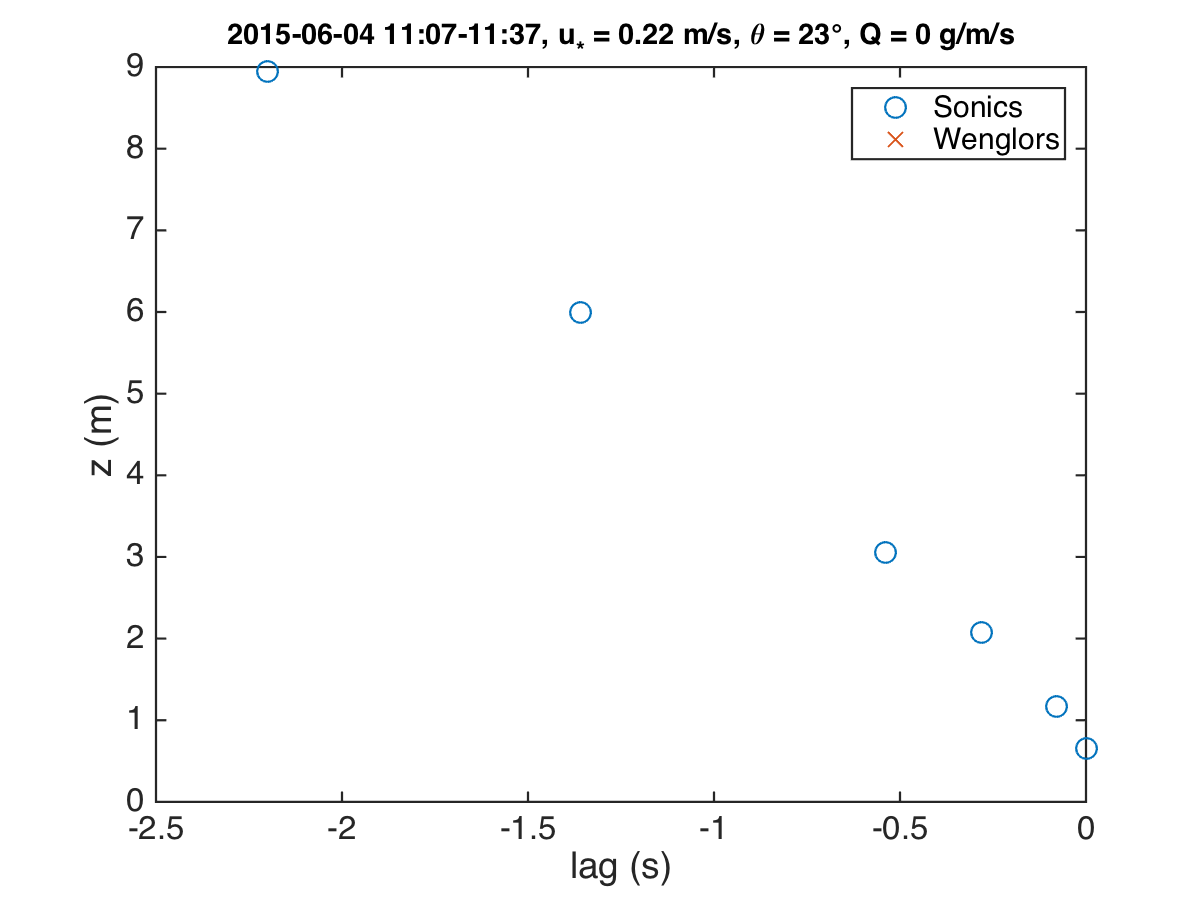 2015-06-04 11:07-11:37, u* = 0.22 m/s, θ = 23°, Q = 0 g/m/s
Sonics
Wenglors
9
8
7
6
5
4
3
2
1
0
z (m)
-2.5 -2 -1.5 -1 -0.5 0
lag (s)